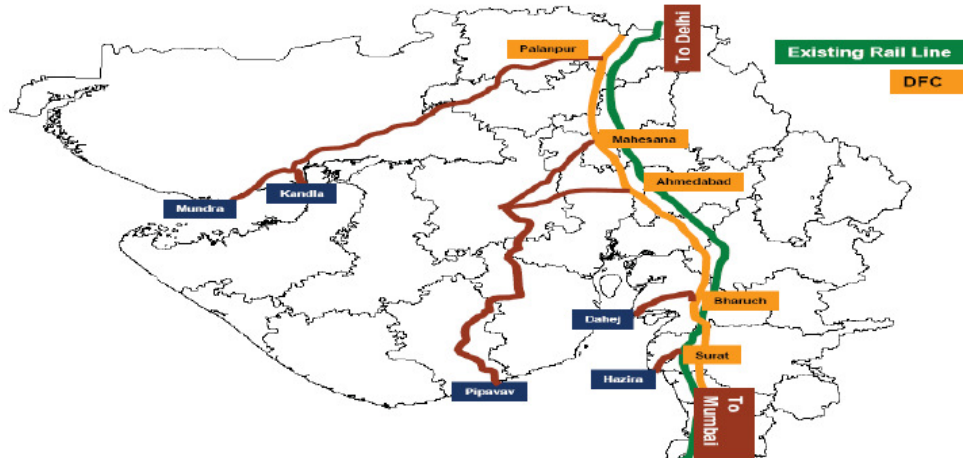 To Delhi
Palanpur
Existing Rail Line
DFC
Mahesana
Ahmedabad
Kandla
Mundra
Bharuch
Dahej
Surat
Hazira
Pipavav
To
Mumbai